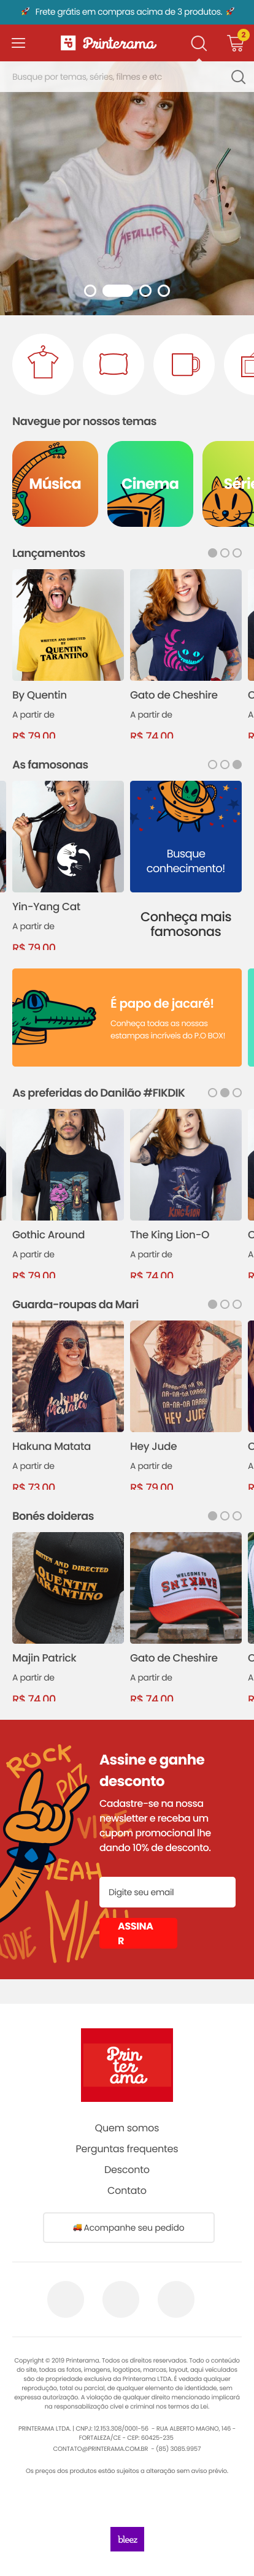 🚀 Frete grátis em compras acima de 3 produtos. 🚀
Printerama
2
Busque por temas, séries, filmes e etc
METALLICA
Navegue por nossos temas
Música
Cinema
Séri
Lançamentos
WRITTEN AND DIRECTED BY
QUENTIN
TARANTINO
By Quentin
A partir de
R$ 79,00
Gato de Cheshire
A partir de
R$ 74,00
As famosonas
Yin-Yang Cat
A partir de
R$ 79,00
Busque
conhecimento!
Conheça mais
famosonas
É papo de jacaré!
Conheça todas as nossas
estampas incríveis do P.O BOX!
As preferidas do Danilão #FIKDIK
Gothic Around
A partir de
R$ 79,00
The King Lion-O
A partir de
R$ 74,00
Guarda-roupas da Mari
Hakuna
Matata
Hakuna Matata
A partir de
R$ 73,00
NA-DA-DA NANANA
HEY JUDE
Hey Jude
A partir de
R$ 79,00
Bonés doideras
WRITTEN AND DIRECTED BY
QUENTIN
TARANTINO
Majin Patrick
A partir de
R$ 74,00
WELCOME TO
Gato de Cheshire
A partir de
R$ 74,00
ROCK
PAZ
VIBE
YEAH
LOVE
Assine e ganhe
desconto
Cadastre-se na nossa
newsletter e receba um
cupom promocional lhe
dando 10% de desconto.
Digite seu email
ASSINA
R
Prin
ter
ama
Quem somos
Perguntas frequentes
Desconto
Contato
🚚 Acompanhe seu pedido
Copyright © 2019 Printerama. Todos os direitos reservados. Todo o conteúdo
do site, todas as fotos, imagens, logotipos, marcas, layout, aqui veiculados
são de propriedade exclusiva da Printerama LTDA. É vedada qualquer
reprodução, total ou parcial, de qualquer elemento de identidade, sem
expressa autorização. A violação de qualquer direito mencionado implicará
na responsabilização cível e criminal nos termos da Lei.
PRINTERAMA LTDA. | CNPJ: 12.153.308/0001-56 - RUA ALBERTO MAGNO, 146 -
FORTALEZA/CE - CEP: 60425-235
CONTATO@PRINTERAMA.COM.BR - (85) 3085.9957
Os preços dos produtos estão sujeitos a alteração sem aviso prévio.
bleez